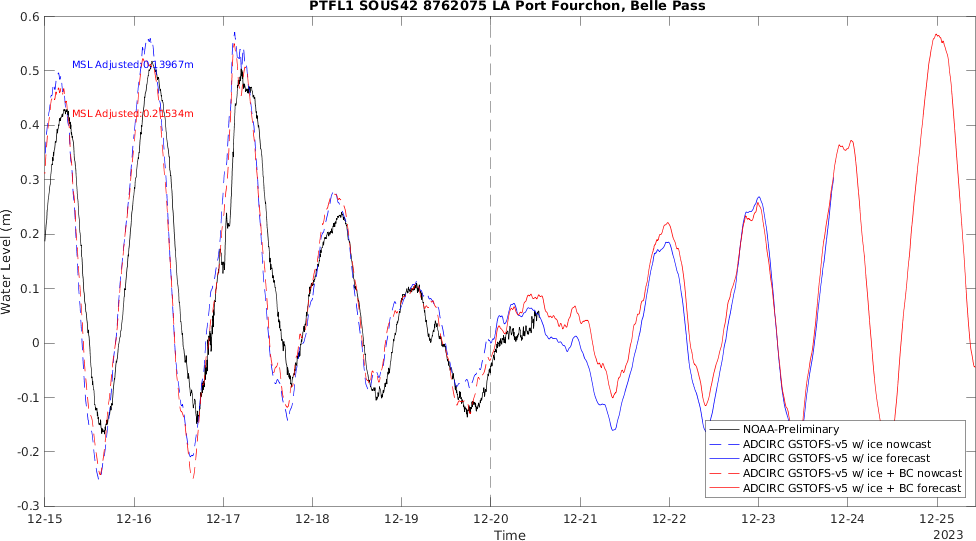 PTFL1 SOUS42 8762075 LA Port Fourchon, Belle Pass
0.6
0.5
0.4
0.3
0.2
0.1
0
-0.1
-0.2
-0.3
Water Level (m)
MSL Adjusted:0.13967m
MSL Adjusted:0.21534m
NOAA-Preliminary
ADCIRC GSTOFS-v5 w/ ice nowcast
ADCIRC GSTOFS-v5 w/ ice forecast
ADCIRC GSTOFS-v5 w/ ice + BC nowcast
ADCIRC GSTOFS-v5 w/ ice + BC forecast
12-15 12-16 12-17 12-18 12-19 12-20 12-21 12-22 12-23 12-24 12-25
Time
2023